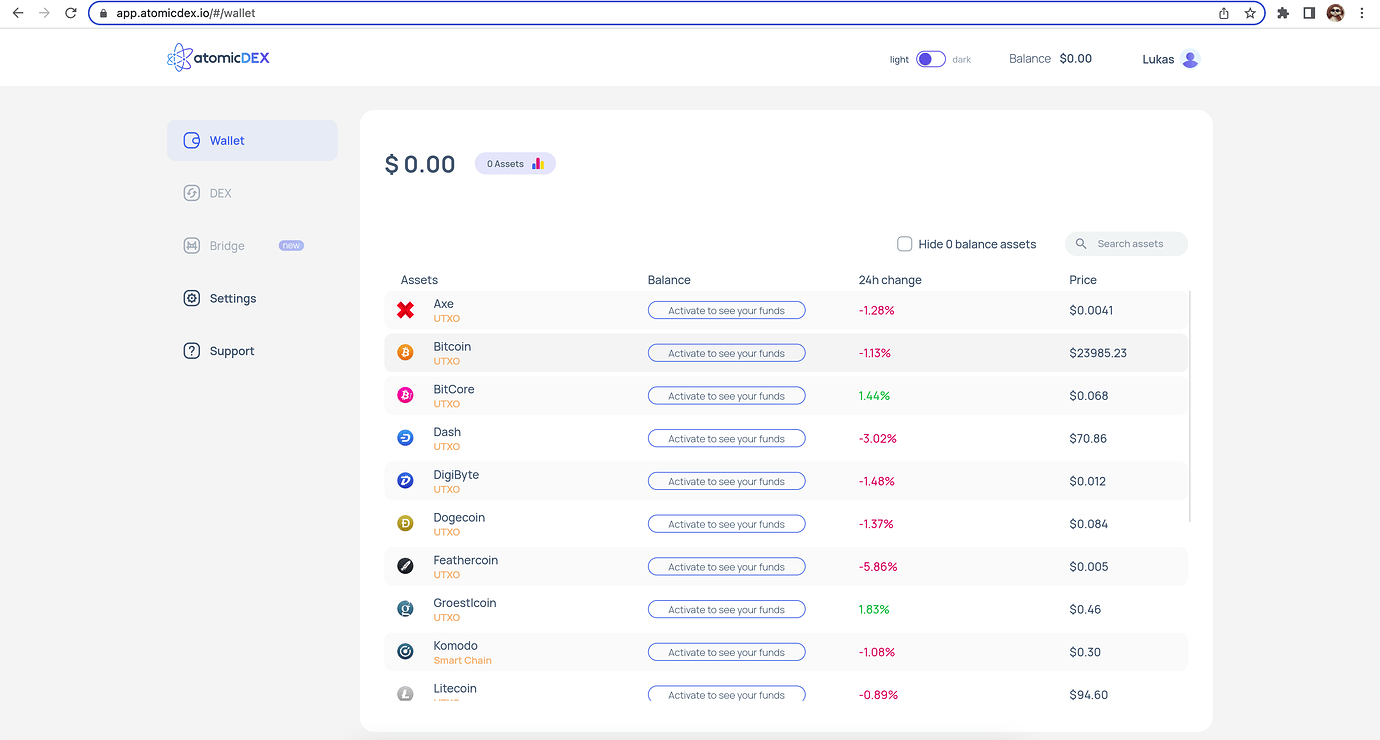 app.atomicdex.io/#/wallet
atomicDEX
light dark Balance $0.00 Lukas
Wallet
DEX
Bridge new
Settings
Support
$ 0.00 0 Assets
Hide 0 balance assets Search assets
Assets Balance 24h change Price
Axe
UTXO
Activate to see your funds -1.28% $0.0041
Bitcoin
UTXO
Activate to see your funds -1.13% $23985.23
BitCore
UTXO
Activate to see your funds 1.44% $0.068
Dash
UTXO
Activate to see your funds -3.02% $70.86
DigiByte
UTXO
Activate to see your funds -1.48% $0.012
Dogecoin
UTXO
Activate to see your funds -1.37% $0.084
Feathercoin
UTXO
Activate to see your funds -5.86% $0.005
Groestlcoin
UTXO
Activate to see your funds 1.83% $0.46
Komodo
Smart Chain
Activate to see your funds -1.08% $0.30
Litecoin
Activate to see your funds -0.89% $94.60